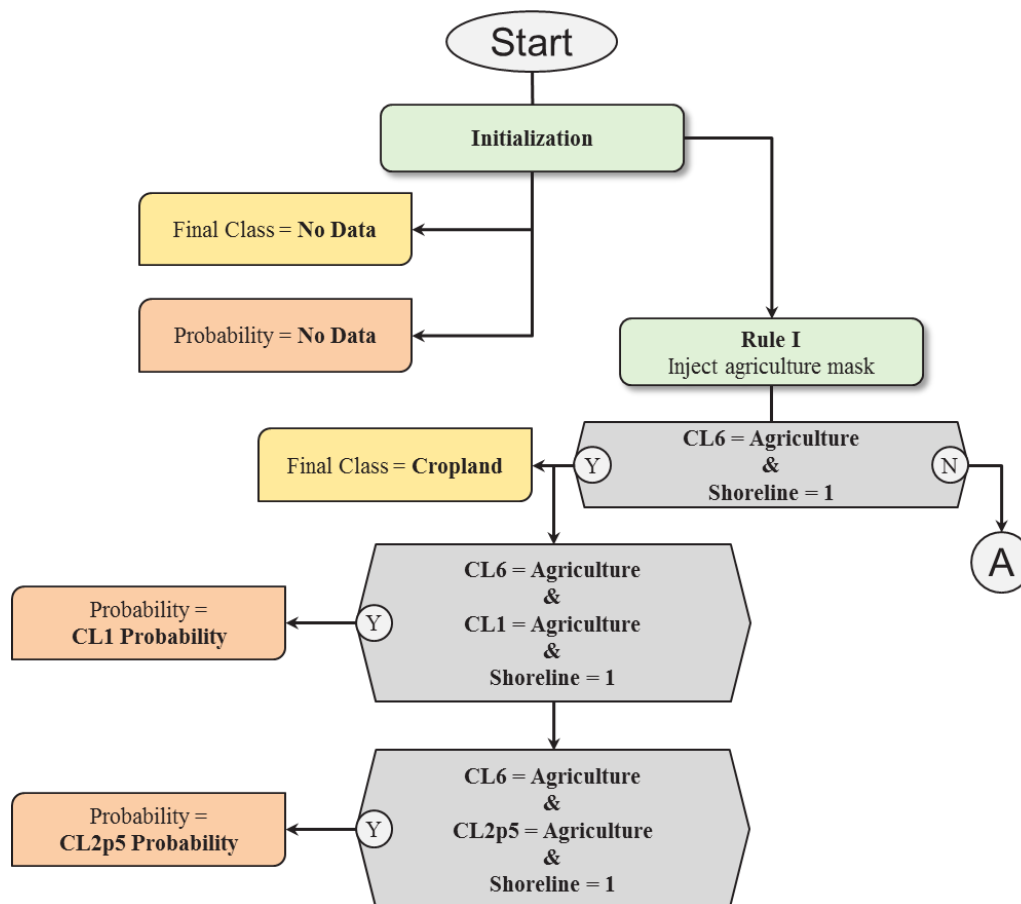 Start
Initialization
Final Class = No Data
Probability = No Data
Rule I
Inject agriculture mask
CL6 = Agriculture
&
Shoreline = 1
Y
N
Final Class = Cropland
A
CL6 = Agriculture
&
CL1 = Agriculture
&
Shoreline = 1
Y
Probability =
CL1 Probability
CL6 = Agriculture
&
CL2p5 = Agriculture
&
Shoreline = 1
Y
Probability =
CL2p5 Probability